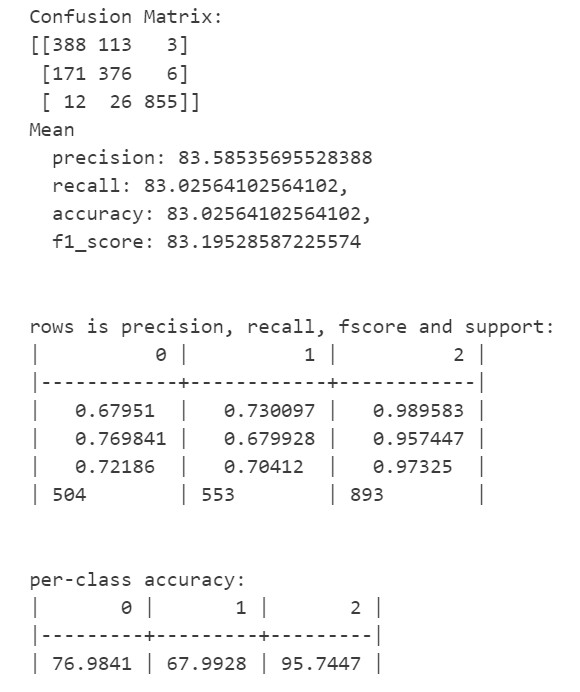 Confusion Matrix:
[[388 113   3]
 [171 376   6]
 [ 12  26 855]]
Mean
  precision: 83.58535695528388
  recall: 83.02564102564102,
  accuracy: 83.02564102564102,
  f1_score: 83.19528587225574
rows is precision, recall, fscore and support:
|          0 |          1 |          2 |
|------------+------------+------------|
|   0.67951  |   0.730097 |   0.989583 |
|   0.769841 |   0.679928 |   0.957447 |
|   0.72186  |   0.70412  |   0.97325  |
| 504        | 553        | 893        |
per-class accuracy:
|       0 |       1 |       2 |
|---------+---------+---------|
| 76.9841 | 67.9928 | 95.7447 |